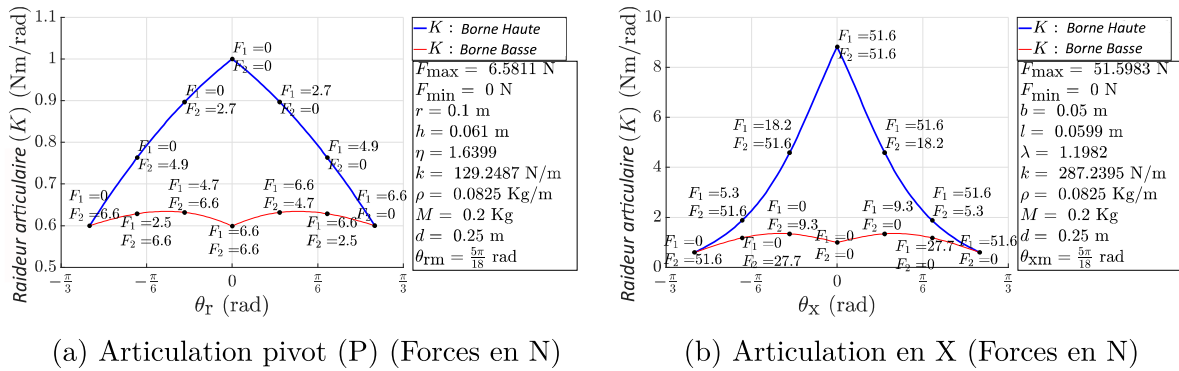 1.1
1
0.9
0.8
0.7
0.6
0.5
Raideur articulaire (K) (Nm/rad)
F₁ =0
F₂ =0
F₁ =0
F₂ =2.7
F₁ =2.7
F₂ =0
F₁ =0
F₂ =4.9
F₁ =4.9
F₂ =0
F₁ =0
F₂ =6.6
F₁ =4.7
F₂ =6.6
F₁ =6.6
F₂ =4.7
F₁ =6.6
F₂ =0
F₁ =2.5
F₂ =6.6
F₁ =6.6
F₂ =6.6
F₁ =6.6
F₂ =2.5
−π/3
−π/6
0
π/6
π/3
θr (rad)
K : Borne Haute
K : Borne Basse
Fmax = 6.5811 N
Fmin = 0 N
r = 0.1 m
h = 0.061 m
η = 1.6399
k = 129.2487 N/m
ρ = 0.0825 Kg/m
M = 0.2 Kg
d = 0.25 m
θrm = 5π/18 rad
(a) Articulation pivot (P) (Forces en N)
10
8
6
4
2
0
Raideur articulaire (K) (Nm/rad)
F₁ =51.6
F₂ =51.6
F₁ =18.2
F₂ =51.6
F₁ =51.6
F₂ =18.2
F₁ =5.3
F₂ =51.6
F₁ =51.6
F₂ =5.3
F₁ =0
F₂ =9.3
F₁ =9.3
F₂ =0
F₁ =0
F₂ =51.6
F₁ =0
F₂ =27.7
F₁ =0
F₂ =0
F₁ =27.7
F₂ =0
F₁ =51.6
F₂ =0
−π/3
−π/6
0
π/6
π/3
θx (rad)
K : Borne Haute
K : Borne Basse
Fmax = 51.5983 N
Fmin = 0 N
b = 0.05 m
l = 0.0599 m
λ = 1.1982
k = 287.2395 N/m
ρ = 0.0825 Kg/m
M = 0.2 Kg
d = 0.25 m
θxm = 5π/18 rad
(b) Articulation en X (Forces en N)